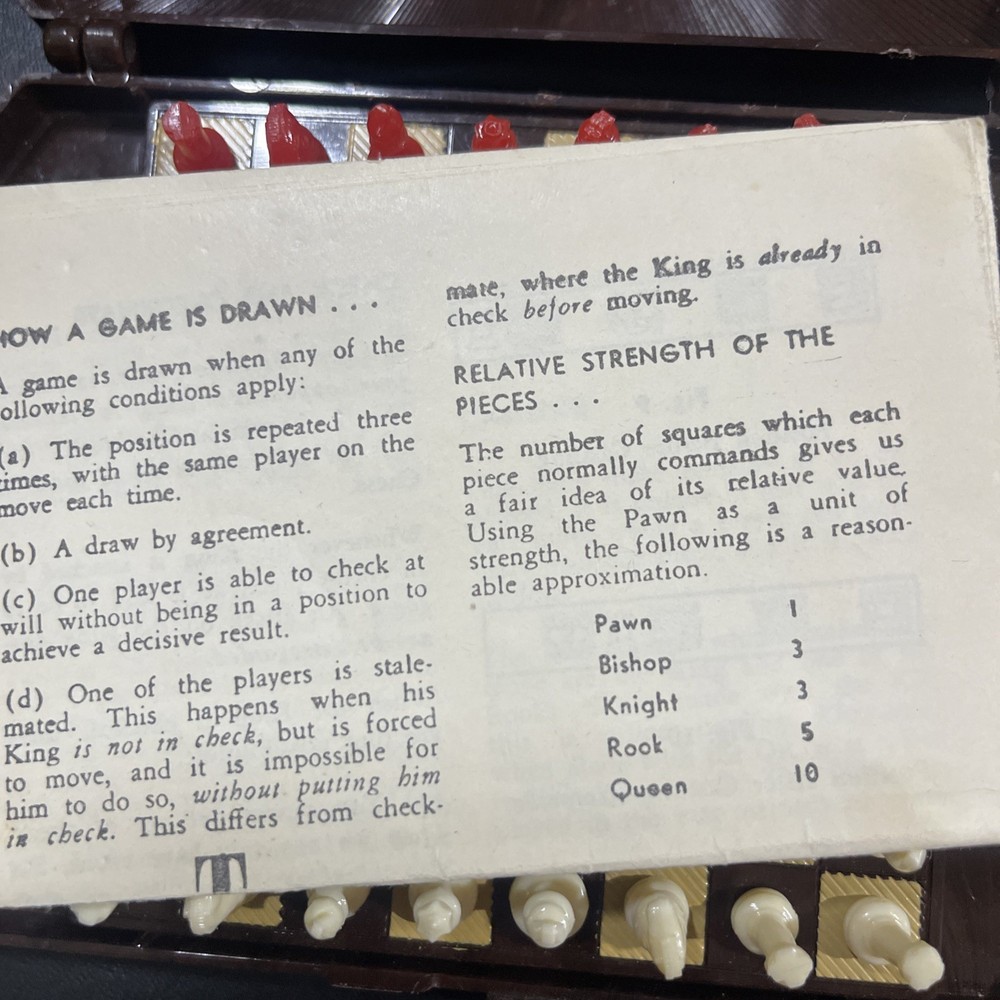 HOW A GAME IS DRAWN . . .
A game is drawn when any of the
following conditions apply:
(a) The position is repeated three
times, with the same player on the
move each time.
(b) A draw by agreement.
(c) One player is able to check at
will without being in a position to
achieve a decisive result.
(d) One of the players is stale-
mated. This happens when his
King is not in check, but is forced
to move, and it is impossible for
him to do so, without putting him
in check. This differs from check-
mate, where the King is already in
check before moving.
RELATIVE STRENGTH OF THE
PIECES . . .
The number of squares which each
piece normally commands gives us
a fair idea of its relative value.
Using the Pawn as a unit of
strength, the following is a reason-
able approximation.
Pawn 1
Bishop 3
Knight 3
Rook 5
Queen 10
T